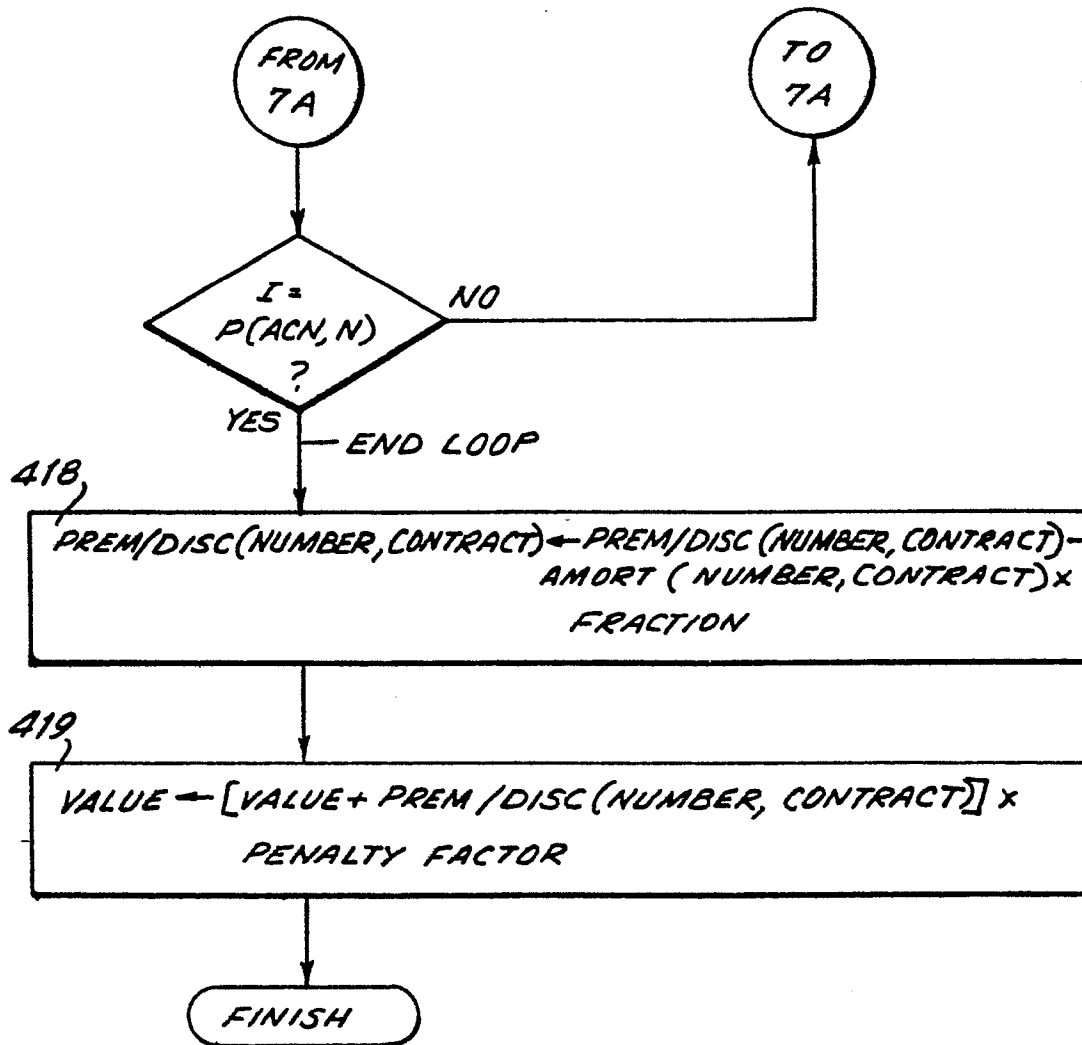 FROM
7A
TO
7A
I =
P(ACN, N)
?
NO
YES
END LOOP
418
PREM/DISC(NUMBER, CONTRACT)←PREM/DISC(NUMBER, CONTRACT)-
AMORT (NUMBER, CONTRACT)x
FRACTION
419
VALUE ← [VALUE + PREM/DISC(NUMBER, CONTRACT)] x
PENALTY FACTOR
FINISH